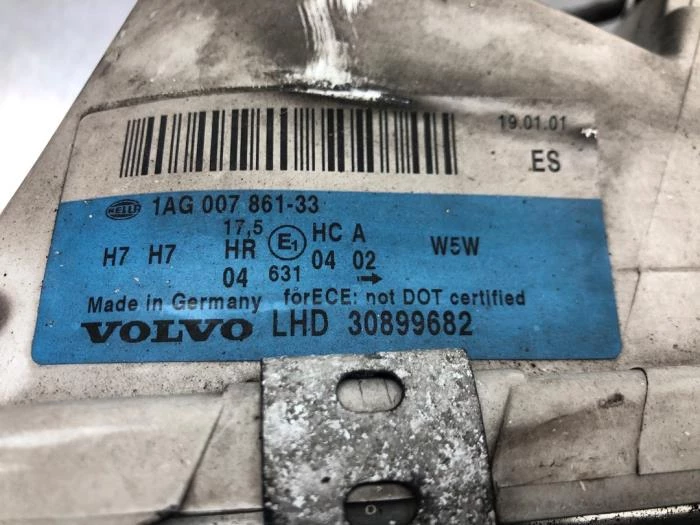 19.01.01
ES
HELLA 1AG 007 861-33
17,5
H7 H7 HR E1 HC A W5W
04 631 04 02 →
Made in Germany forECE: not DOT certified
VOLVO LHD 30899682